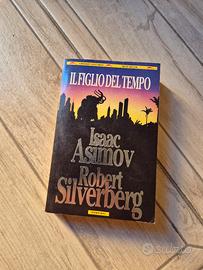 IL FIGLIO DEL TEMPO
Isaac
Asimov
Robert
Silverberg